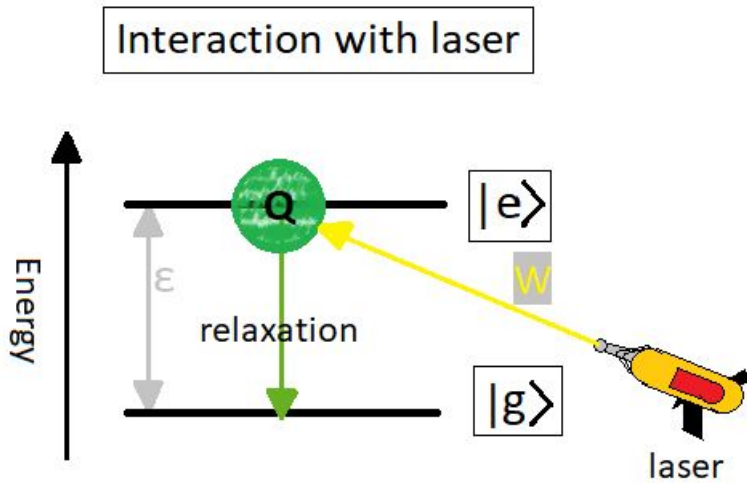 Interaction with laser
Energy
Q
|e>
ε
W
relaxation
|g>
laser